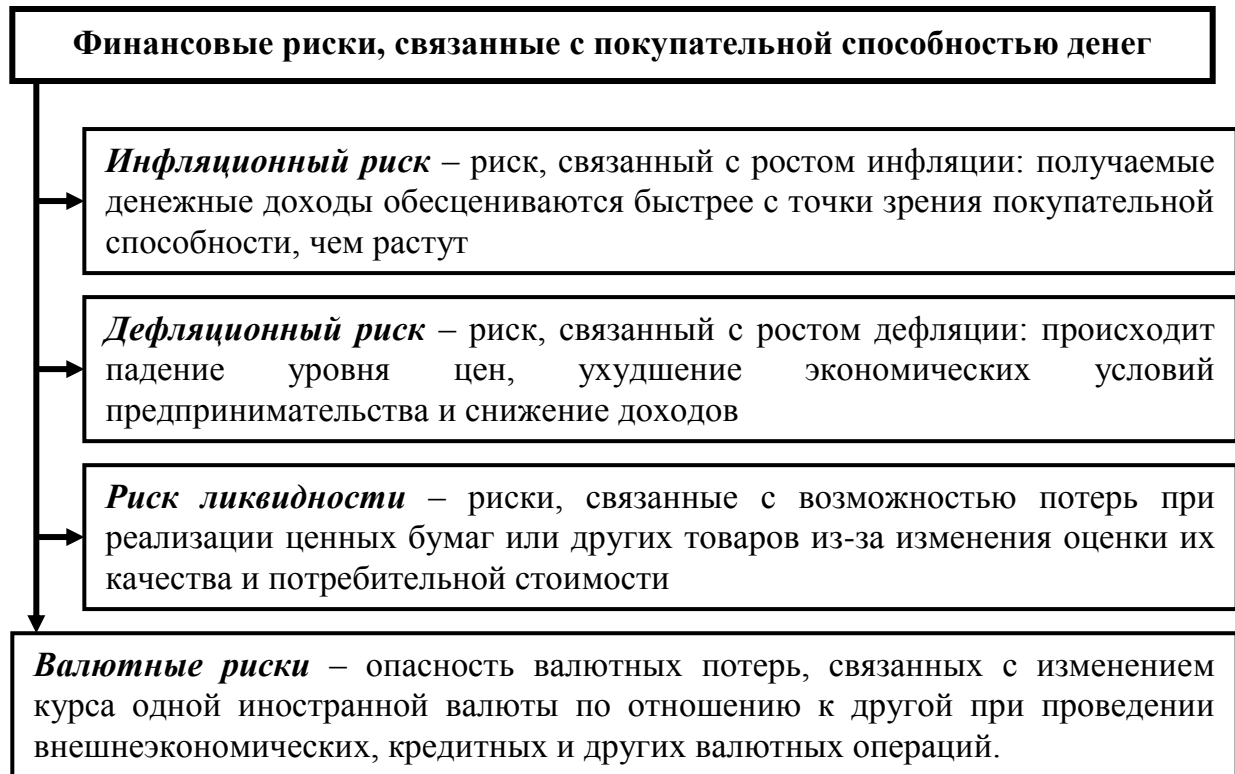 Финансовые риски, связанные с покупательной способностью денег
Инфляционный риск – риск, связанный с ростом инфляции: получаемые
денежные доходы обесцениваются быстрее с точки зрения покупательной
способности, чем растут
Дефляционный риск – риск, связанный с ростом дефляции: происходит
падение уровня цен, ухудшение экономических условий
предпринимательства и снижение доходов
Риск ликвидности – риски, связанные с возможностью потерь при
реализации ценных бумаг или других товаров из-за изменения оценки их
качества и потребительной стоимости
Валютные риски – опасность валютных потерь, связанных с изменением
курса одной иностранной валюты по отношению к другой при проведении
внешнеэкономических, кредитных и других валютных операций.